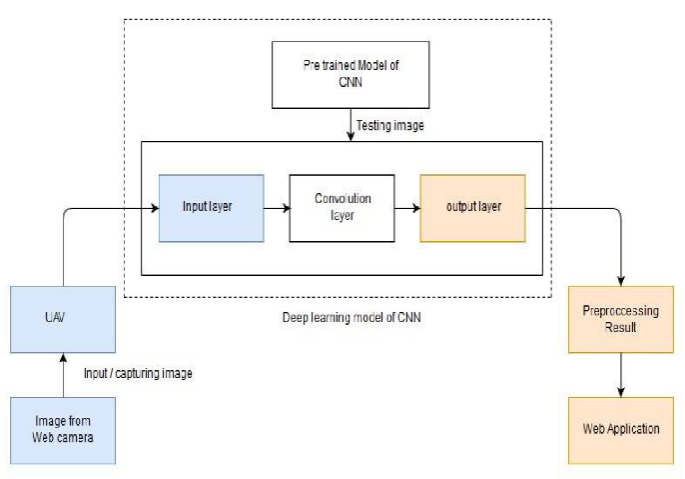 Pre trained Model of
CNN
Testing image
Input layer
Convolution
layer
output layer
UAV
Deep learning model of CNN
Preproccessing
Result
Input / capturing image
Image from
Web camera
Web Application